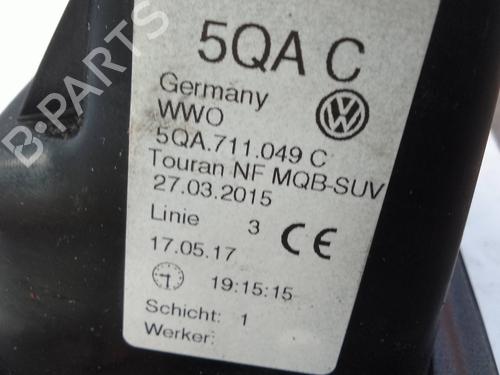 5QA C
Germany
WWO
5QA.711.049 C
Touran NF MQB-SUV
27.03.2015
Linie 3 CE
17.05.17
19:15:15
Schicht: 1
Werker:
B-PARTS